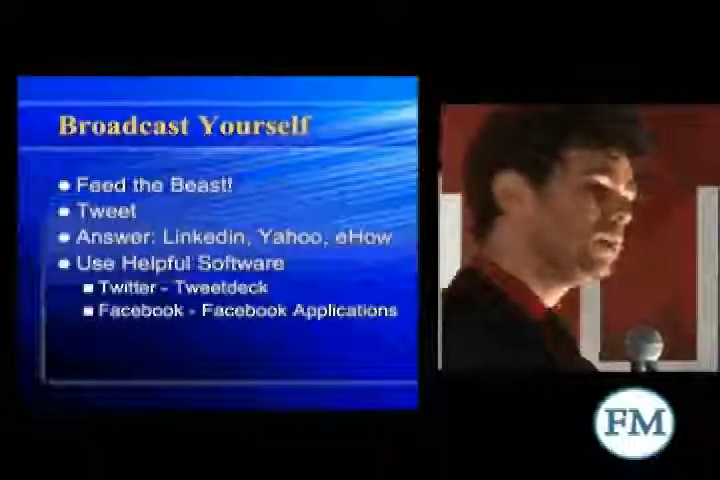 Broadcast Yourself
Feed the Beast!
Tweet
Answer: Linkedin, Yahoo, eHow
Use Helpful Software
Twitter - Tweetdeck
Facebook - Facebook Applications
FM